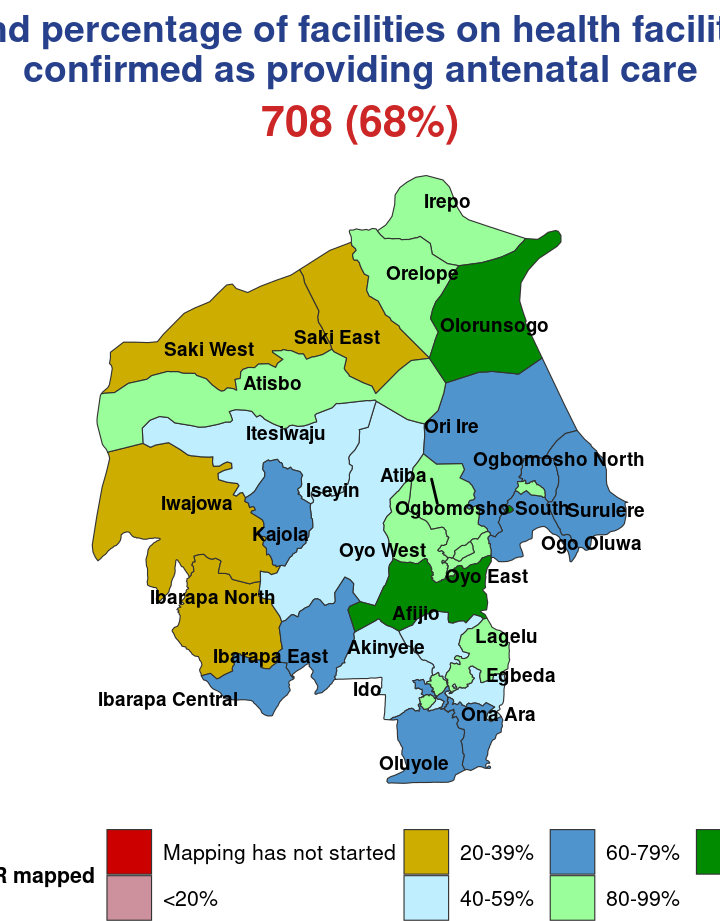 nd percentage of facilities on health facilit
confirmed as providing antenatal care
708 (68%)
Irepo
Orelope
Olorunsogo
Saki East
Saki West
Atisbo
Ori Ire
Itesiwaju
Ogbomosho North
Atiba
Iseyin
Iwajowa
Ogbomosho South
Surulere
Kajola
Ogo Oluwa
Oyo West
Oyo East
Ibarapa North
Afijio
Lagelu
Akinyele
Ibarapa East
Egbeda
Ido
Ibarapa Central
Ona Ara
Oluyole
R mapped
Mapping has not started
20-39%
60-79%
<20%
40-59%
80-99%